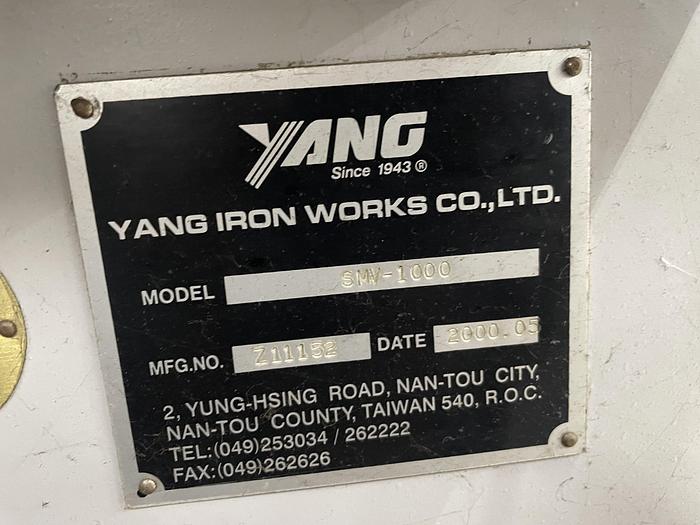 YANG
Since 1943 ®
YANG IRON WORKS CO.,LTD.
MODEL SMV-1000
MFG.NO. Z11152 DATE 2000.05
2, YUNG-HSING ROAD, NAN-TOU CITY,
NAN-TOU COUNTY, TAIWAN 540, R.O.C.
TEL:(049)253034 / 262222
FAX:(049)262626